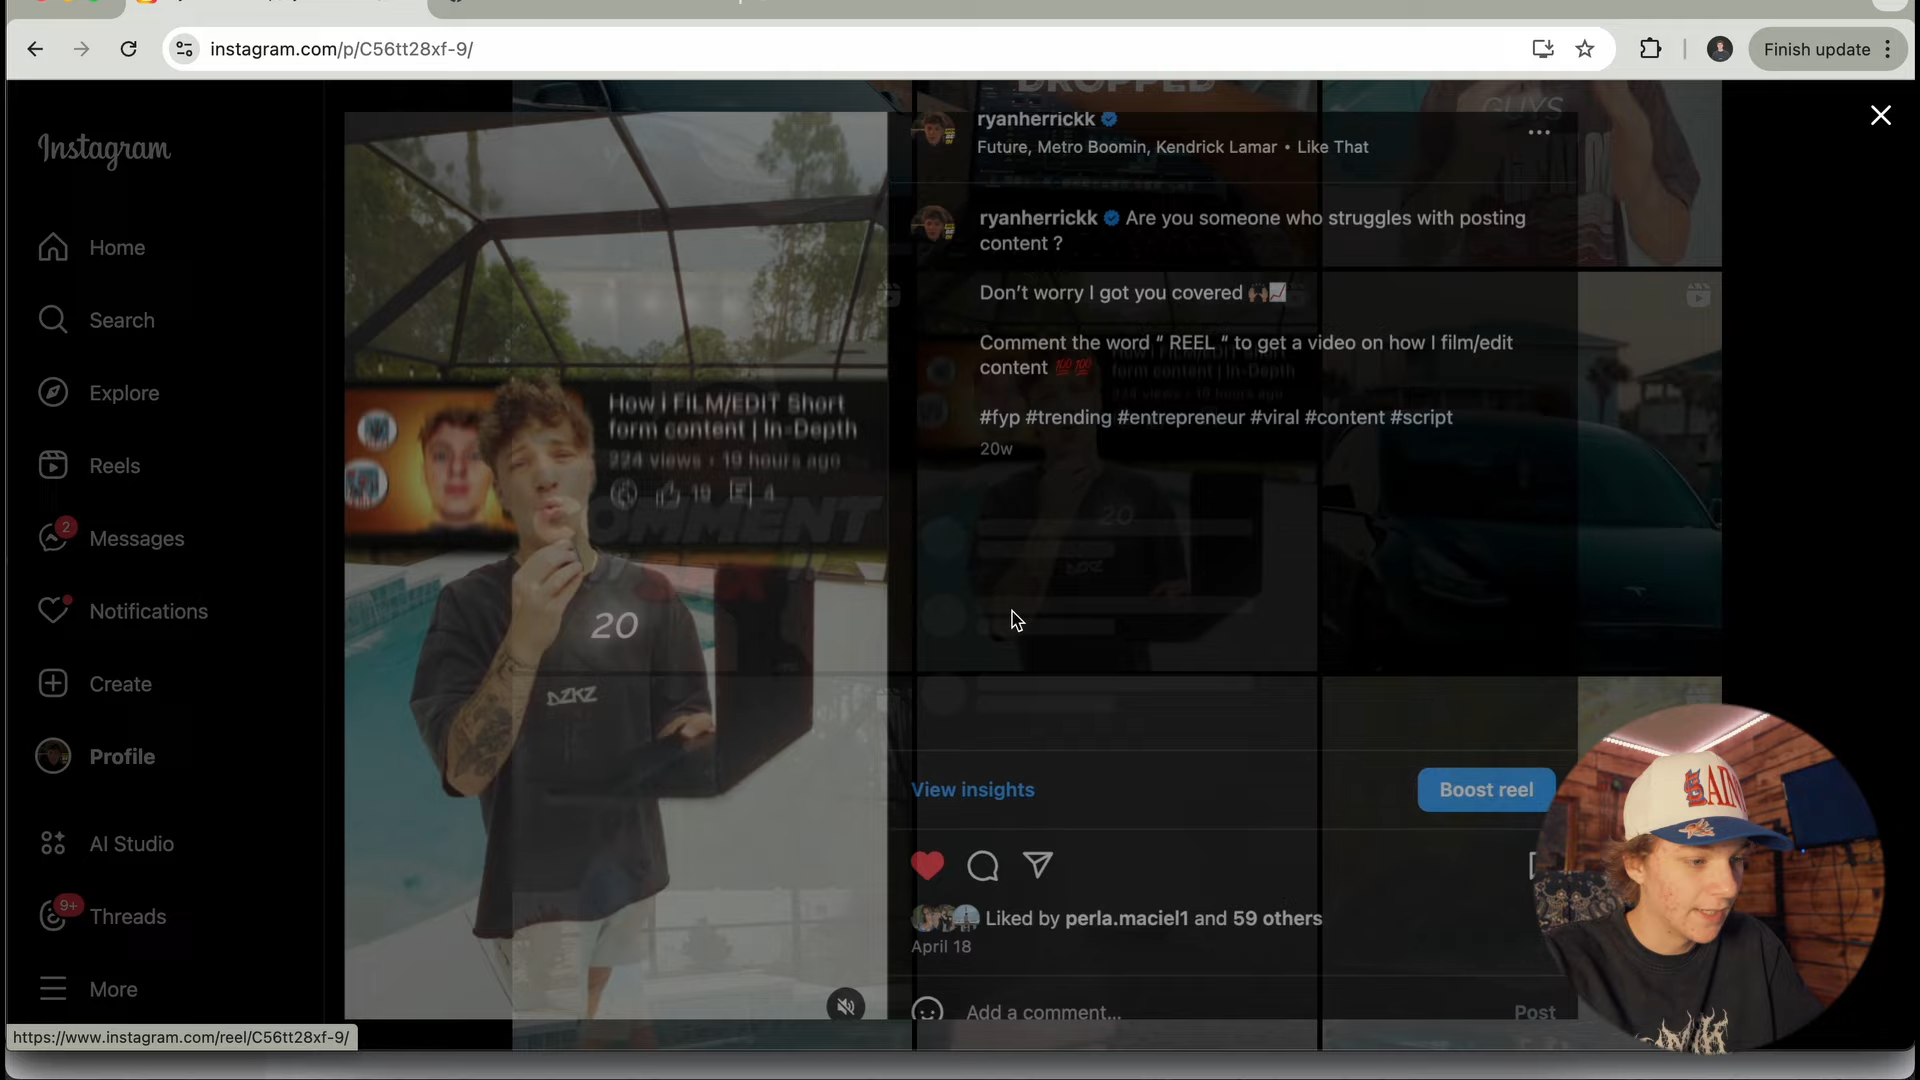 instagram.com/p/C56tt28xf-9/
Finish update
DROPPED
GUYS
Instagram
Home
Search
Explore
Reels
2
Messages
Notifications
Create
Profile
AI Studio
9+
Threads
More
https://www.instagram.com/reel/C56tt28xf-9/
How I FILM/EDIT Short
form content | In-Depth
224 views • 19 hours ago
19
4
COMMENT
20
DZKZ
ryanherrickk
Future, Metro Boomin, Kendrick Lamar • Like That
ryanherrickk Are you someone who struggles with posting
content ?
Don't worry I got you covered 🙌🏽📈
Comment the word “ REEL “ to get a video on how I film/edit
content 💯💯
#fyp #trending #entrepreneur #viral #content #script
20w
View insights
Boost reel
Liked by perla.maciel1 and 59 others
April 18
Add a comment...
Post